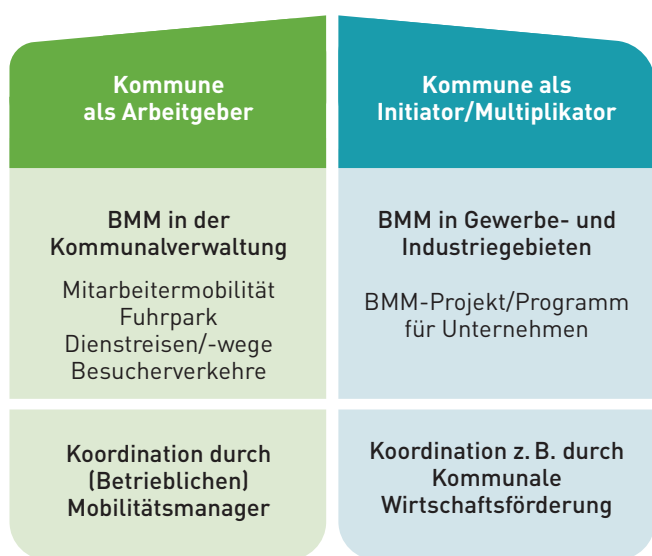 Kommune
als Arbeitgeber
BMM in der
Kommunalverwaltung
Mitarbeitermobilität
Fuhrpark
Dienstreisen/-wege
Besucherverkehre
Koordination durch
(Betrieblichen)
Mobilitätsmanager
Kommune als
Initiator/Multiplikator
BMM in Gewerbe- und
Industriegebieten
BMM-Projekt/Programm
für Unternehmen
Koordination z. B. durch
Kommunale
Wirtschaftsförderung